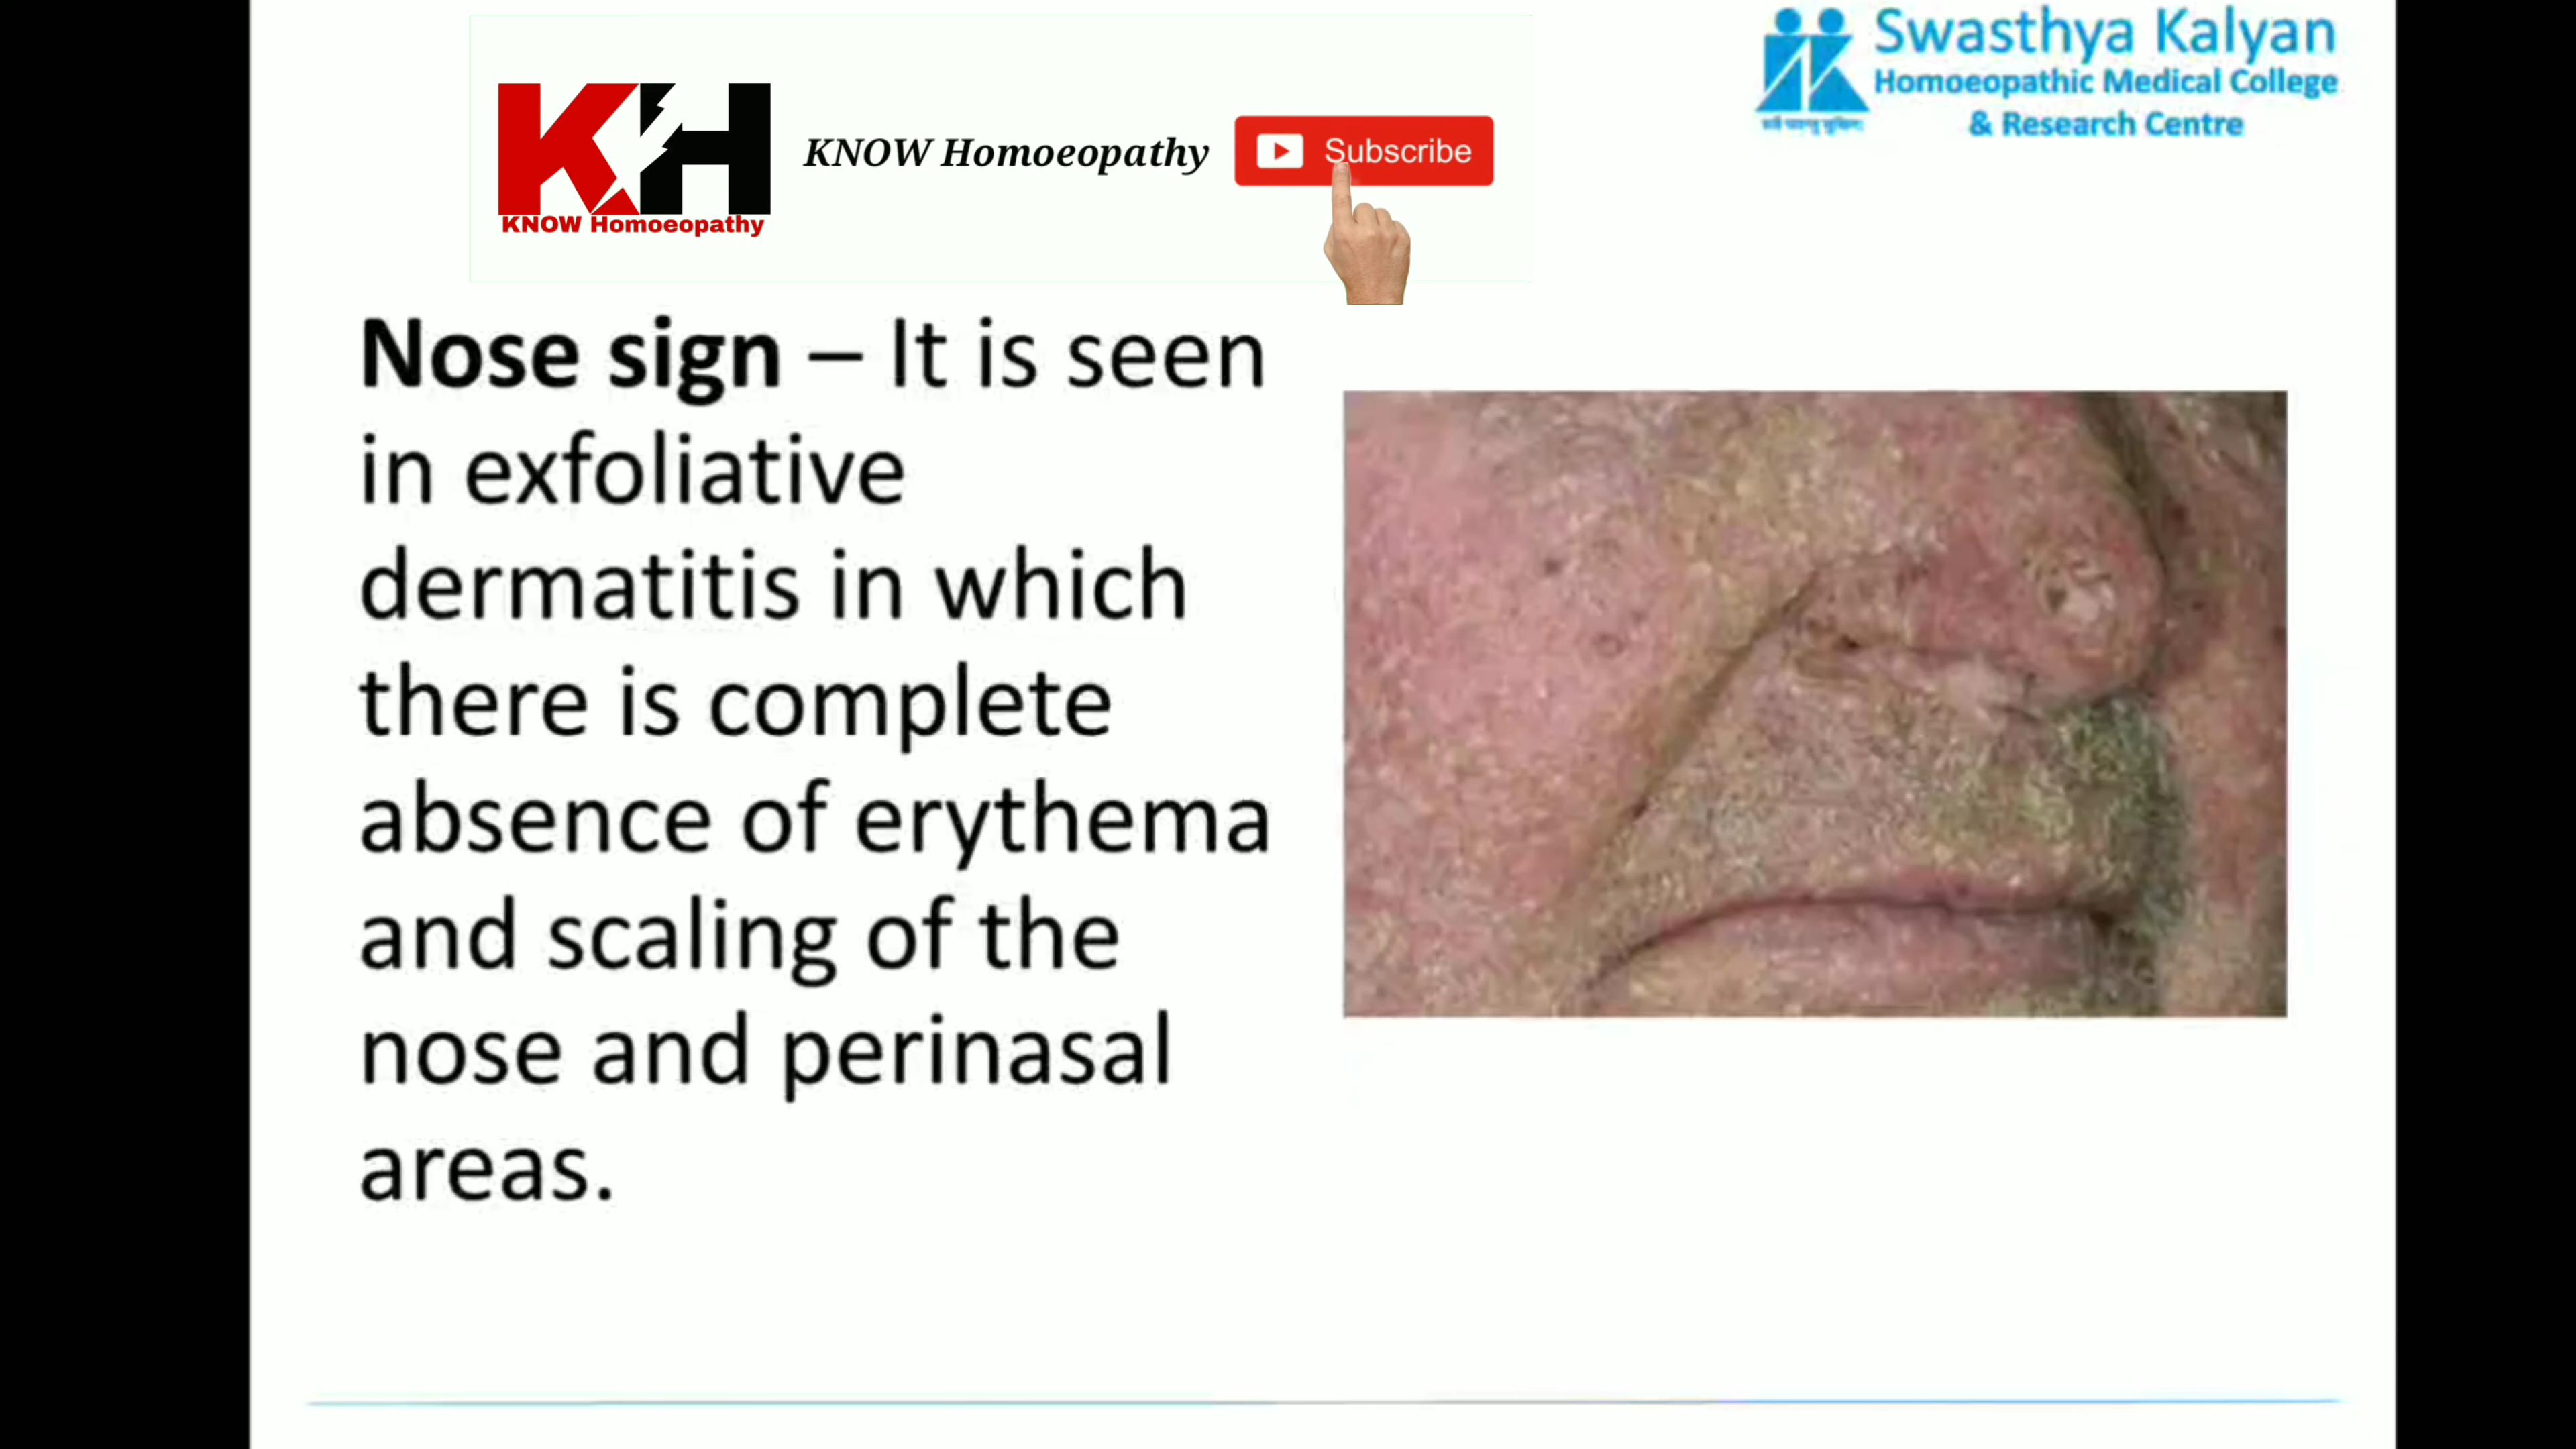 KNOW Homoeopathy
KNOW Homoeopathy
Subscribe
Swasthya Kalyan
Homoeopathic Medical College
& Research Centre
Nose sign – It is seen
in exfoliative
dermatitis in which
there is complete
absence of erythema
and scaling of the
nose and perinasal
areas.